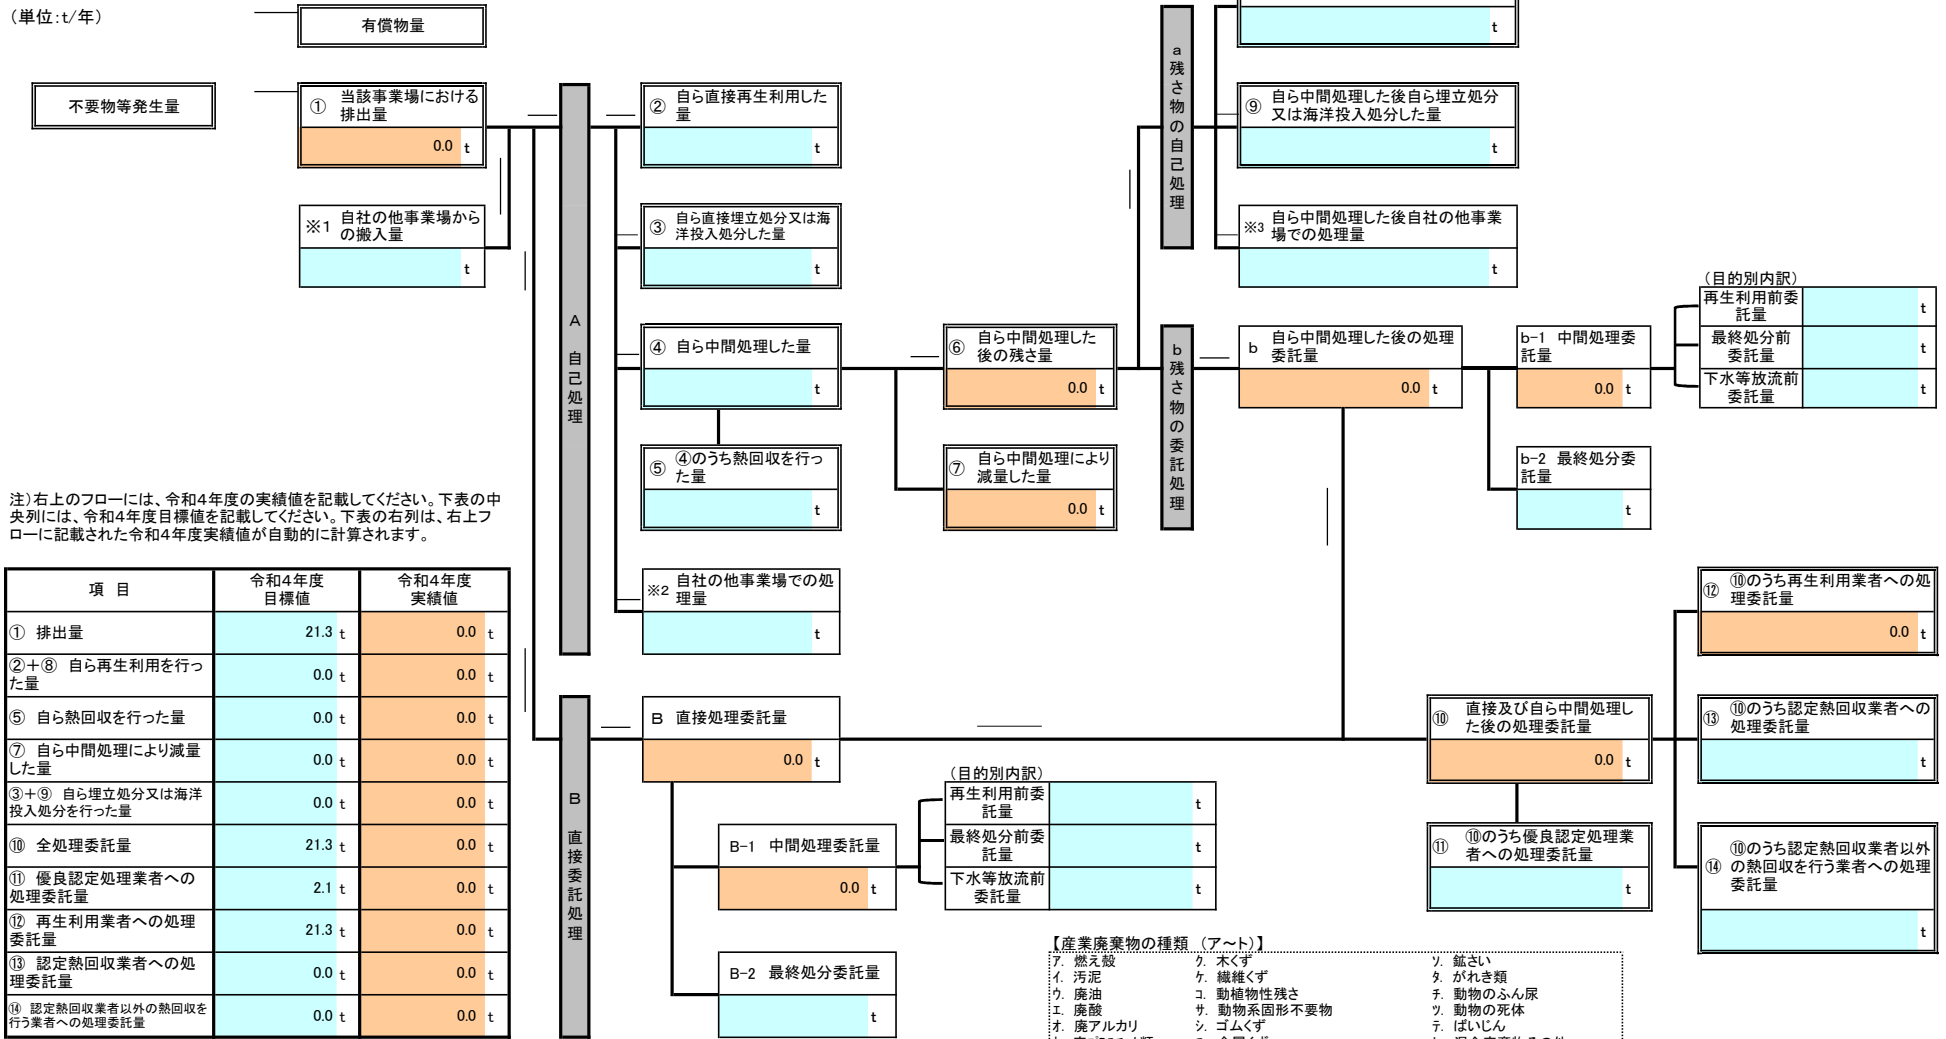 （単位：t/年）
有償物量
t
不要物等発生量
① 当該事業場における
排出量
0.0 t
※1 自社の他事業場から
の搬入量
t
A 自己処理
② 自ら直接再生利用した
量
t
③ 自ら直接埋立処分又は海
洋投入処分した量
t
④ 自ら中間処理した量
t
⑤ ④のうち熱回収を行っ
た量
t
※2 自社の他事業場での処
理量
t
⑥ 自ら中間処理した
後の残さ量
0.0 t
⑦ 自ら中間処理により
減量した量
0.0 t
a 残さ物の自己処理
⑨ 自ら中間処理した後自ら埋立処分
又は海洋投入処分した量
t
※3 自ら中間処理した後自社の他事業
場での処理量
t
b 残さ物の委託処理
b 自ら中間処理した後の処理
委託量
0.0 t
b-1 中間処理委
託量
0.0 t
b-2 最終処分委
託量
t
（目的別内訳）
再生利用前委
託量
t
最終処分前
委託量
t
下水等放流前
委託量
t
注）右上のフローには、令和4年度の実績値を記載してください。下表の中
央列には、令和4年度目標値を記載してください。下表の右列は、右上フ
ローに記載された令和4年度実績値が自動的に計算されます。
項 目 令和4年度 目標値 令和4年度 実績値
① 排出量 21.3 t 0.0 t
②＋⑧ 自ら再生利用を行っ
た量 0.0 t 0.0 t
⑤ 自ら熱回収を行った量 0.0 t 0.0 t
⑦ 自ら中間処理により減量
した量 0.0 t 0.0 t
③＋⑨ 自ら埋立処分又は海洋
投入処分を行った量 0.0 t 0.0 t
⑩ 全処理委託量 21.3 t 0.0 t
⑪ 優良認定処理業者への
処理委託量 2.1 t 0.0 t
⑫ 再生利用業者への処理
委託量 21.3 t 0.0 t
⑬ 認定熱回収業者への処
理委託量 0.0 t 0.0 t
⑭ 認定熱回収業者以外の熱回収を
行う業者への処理委託量 0.0 t 0.0 t
B 直接委託処理
B 直接処理委託量
0.0 t
B-1 中間処理委託量
0.0 t
B-2 最終処分委託量
t
（目的別内訳）
再生利用前委
託量
t
最終処分前委
託量
t
下水等放流前
委託量
t
⑩ 直接及び自ら中間処理し
た後の処理委託量
0.0 t
⑪ ⑩のうち優良認定処理業
者への処理委託量
t
⑫ ⑩のうち再生利用業者への処
理委託量
0.0 t
⑬ ⑩のうち認定熱回収業者への
処理委託量
t
⑭ ⑩のうち認定熱回収業者以外
の熱回収を行う業者への処理
委託量
t
【産業廃棄物の種類 （ア～ト）】
ア. 燃え殻 ク. 木くず ソ. 鉱さい
イ. 汚泥 ケ. 繊維くず タ. がれき類
ウ. 廃油 コ. 動植物性残さ チ. 動物のふん尿
エ. 廃酸 サ. 動物系固形不要物 ツ. 動物の死体
オ. 廃アルカリ シ. ゴムくず テ. ばいじん